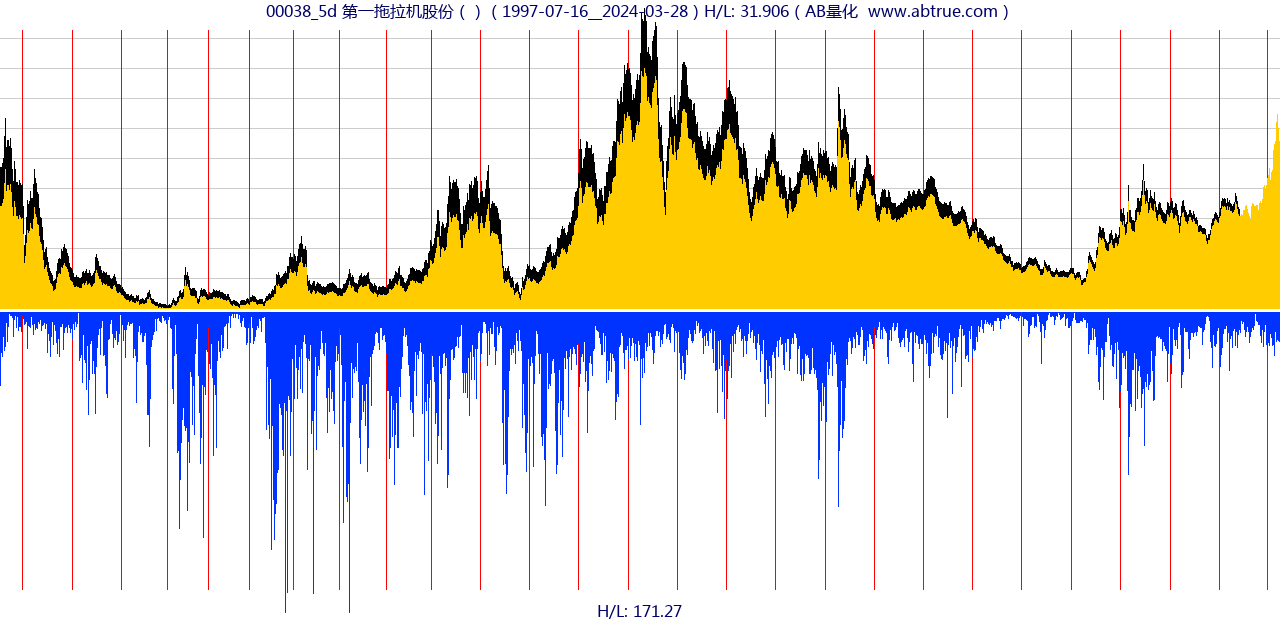 00038_5d 第一拖拉机股份 ( ) ( 1997-07-16__2024-03-28 ) H/L: 31.906 ( AB量化 www.abtrue.com )
H/L: 171.27